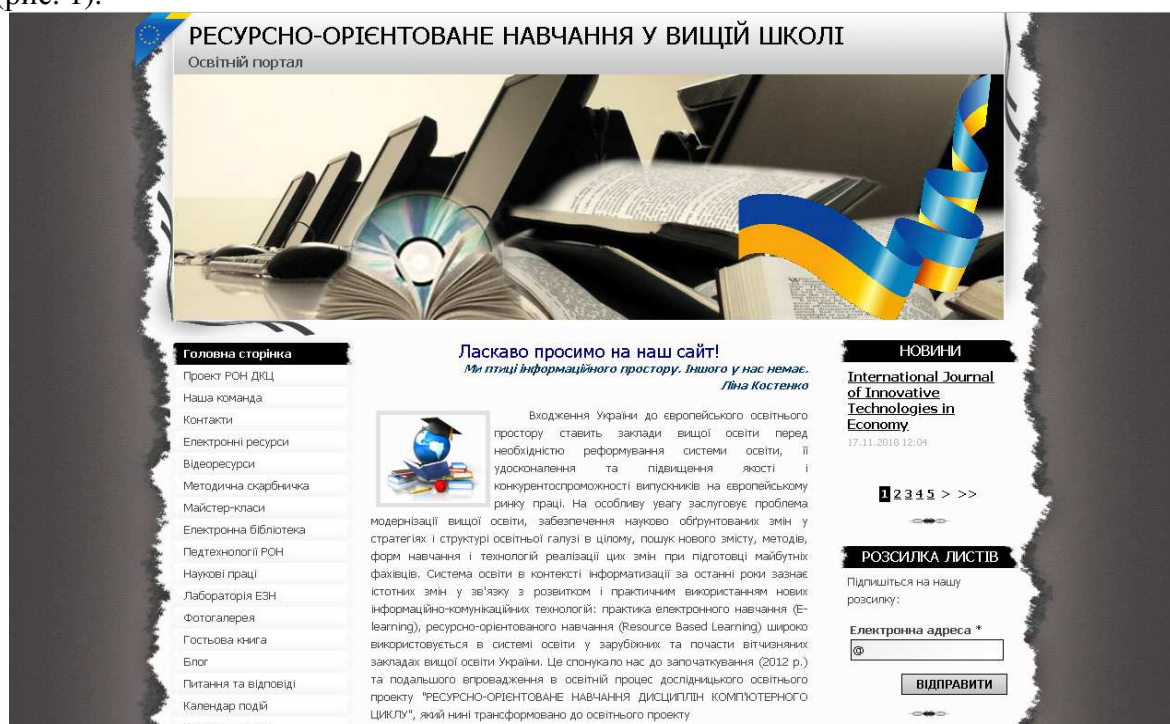 (рис. 1).
РЕСУРСНО-ОРІЄНТОВАНЕ НАВЧАННЯ У ВИЩІЙ ШКОЛІ
Освітній портал
Головна сторінка
Проект РОН ДКЦ
Наша команда
Контакти
Електронні ресурси
Відеоресурси
Методична скарбничка
Майстер-класи
Електронна бібліотека
Педтехнології РОН
Наукові праці
Лабораторія ЕЗН
Фотогалерея
Гостьова книга
Блог
Питання та відповіді
Календар подій
Ласкаво просимо на наш сайт!
Ми птиці інформаційного простору. Іншого у нас немає.
Ліна Костенко
Входження України до європейського освітнього
простору ставить заклади вищої освіти перед
необхідністю реформування системи освіти, її
удосконалення та підвищення якості і
конкурентоспроможності випускників на європейському
ринку праці. На особливу увагу заслуговує проблема
модернізації вищої освіти, забезпечення науково обґрунтованих змін у
стратегіях і структурі освітньої галузі в цілому, пошук нового змісту, методів,
форм навчання і технологій реалізації цих змін при підготовці майбутніх
фахівців. Система освіти в контексті інформатизації за останні роки зазнає
істотних змін у зв'язку з розвитком і практичним використанням нових
інформаційно-комунікаційних технологій: практика електронного навчання (E-
learning), ресурсно-орієнтованого навчання (Resource Based Learning) широко
використовується в системі освіти у зарубіжних та почасти вітчизняних
закладах вищої освіти України. Це спонукало нас до започаткування (2012 р.)
та подальшого впровадження в освітній процес дослідницького освітнього
проекту "РЕСУРСНО-ОРІЄНТОВАНЕ НАВЧАННЯ ДИСЦИПЛІН КОМП'ЮТЕРНОГО
ЦИКЛУ", який нині трансформовано до освітнього проекту
НОВИНИ
International Journal
of Innovative
Technologies in
Economy
17.11.2018 12:04
1 2 3 4 5 > >>
РОЗСИЛКА ЛИСТІВ
Підпишіться на нашу
розсилку:
Електронна адреса *
@
ВІДПРАВИТИ